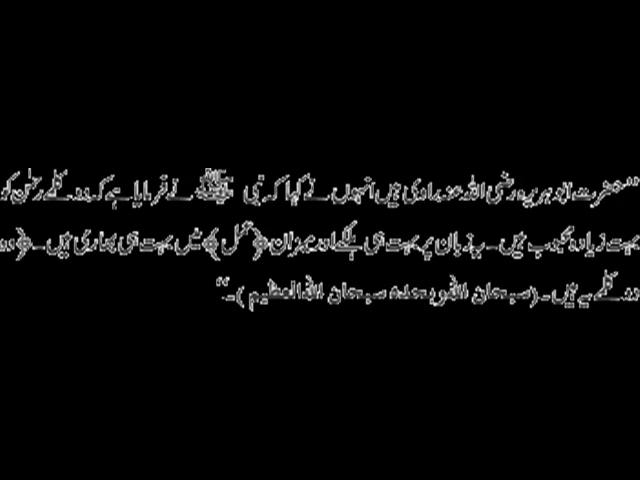 ”حضرت ابو ہریرہ رضی اللہ عنہ راوی ہیں انہوں نے کہا کہ نبی ﷺ نے فرمایا ہے کہ دو کلمے رحمٰن کو
بہت زیادہ محبوب ہیں۔ یہ زبان پر بہت ہی ہلکے اور میزان ﴿عمل﴾ میں بہت ہی بھاری ہیں۔ ﴿وہ
دو کلمے یہ ہیں۔ (سبحان اللہ وبحمدہ سبحان اللہ العظیم)۔“